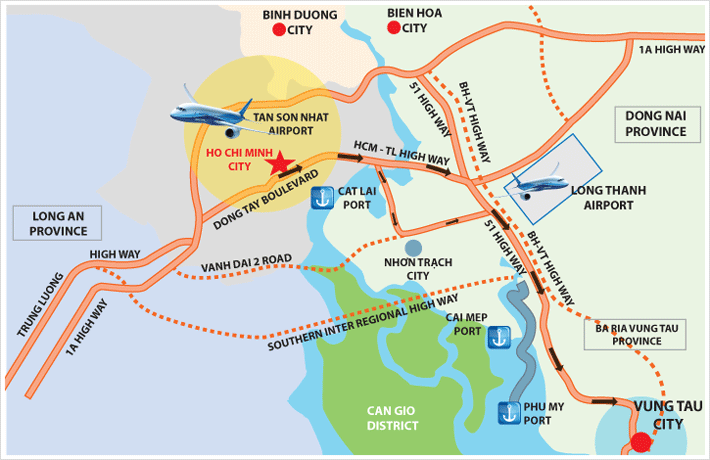 BINH DUONG
CITY
BIEN HOA
CITY
1A HIGH WAY
TAN SON NHAT
AIRPORT
51 HIGH WAY
BH-VT HIGH WAY
DONG NAI
PROVINCE
HO CHI MINH
CITY
HCM - TL HIGH WAY
DONG TAY BOULEVARD
CAT LAI
PORT
LONG THANH
AIRPORT
LONG AN
PROVINCE
HIGH WAY
TRUNG LUONG
1A HIGH WAY
VANH DAI 2 ROAD
NHON TRẠCH
CITY
51 HIGH WAY
BH-VT HIGH WAY
SOUTHERN INTER REGIONAL HIGH WAY
CAI MEP
PORT
BA RIA VUNG TAU
PROVINCE
CAN GIO
DISTRICT
PHU MY
PORT
VUNG TAU
CITY